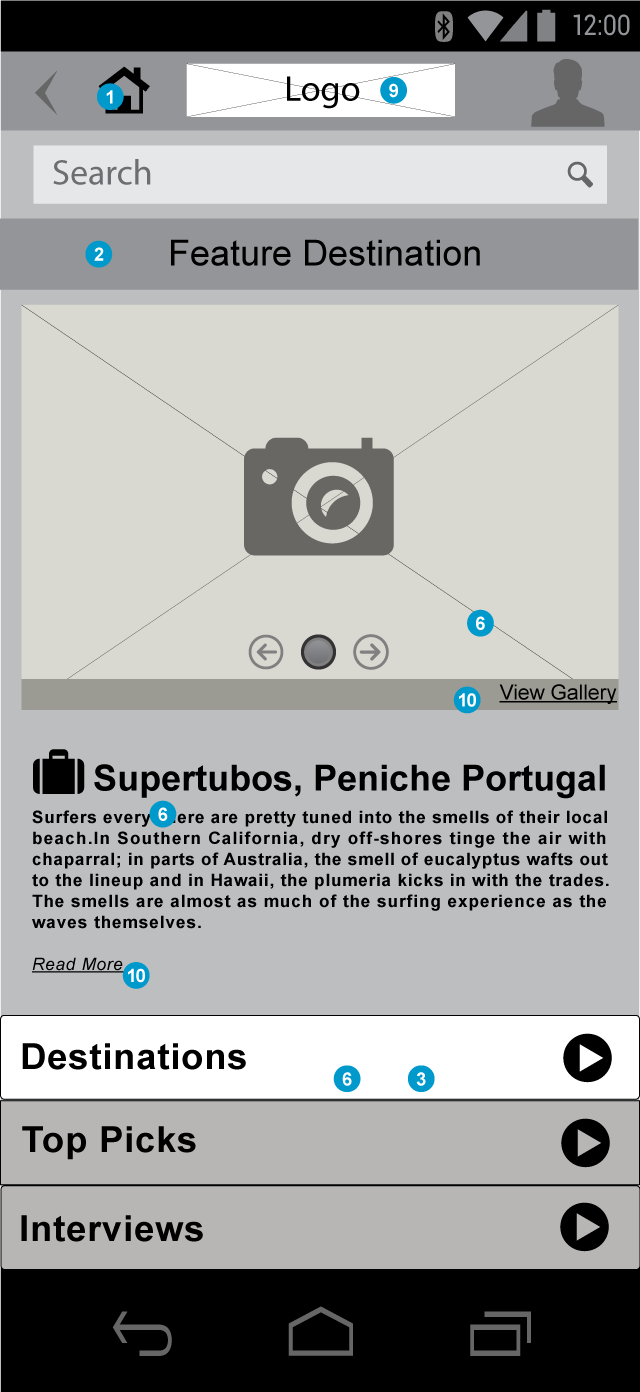 12:00
1
Logo
9
Search
2
Feature Destination
6
10
View Gallery
Supertubos, Peniche Portugal
Surfers every 6 ere are pretty tuned into the smells of their local
beach.In Southern California, dry off-shores tinge the air with
chaparral; in parts of Australia, the smell of eucalyptus wafts out
to the lineup and in Hawaii, the plumeria kicks in with the trades.
The smells are almost as much of the surfing experience as the
waves themselves.
Read More
10
Destinations
6
3
Top Picks
Interviews